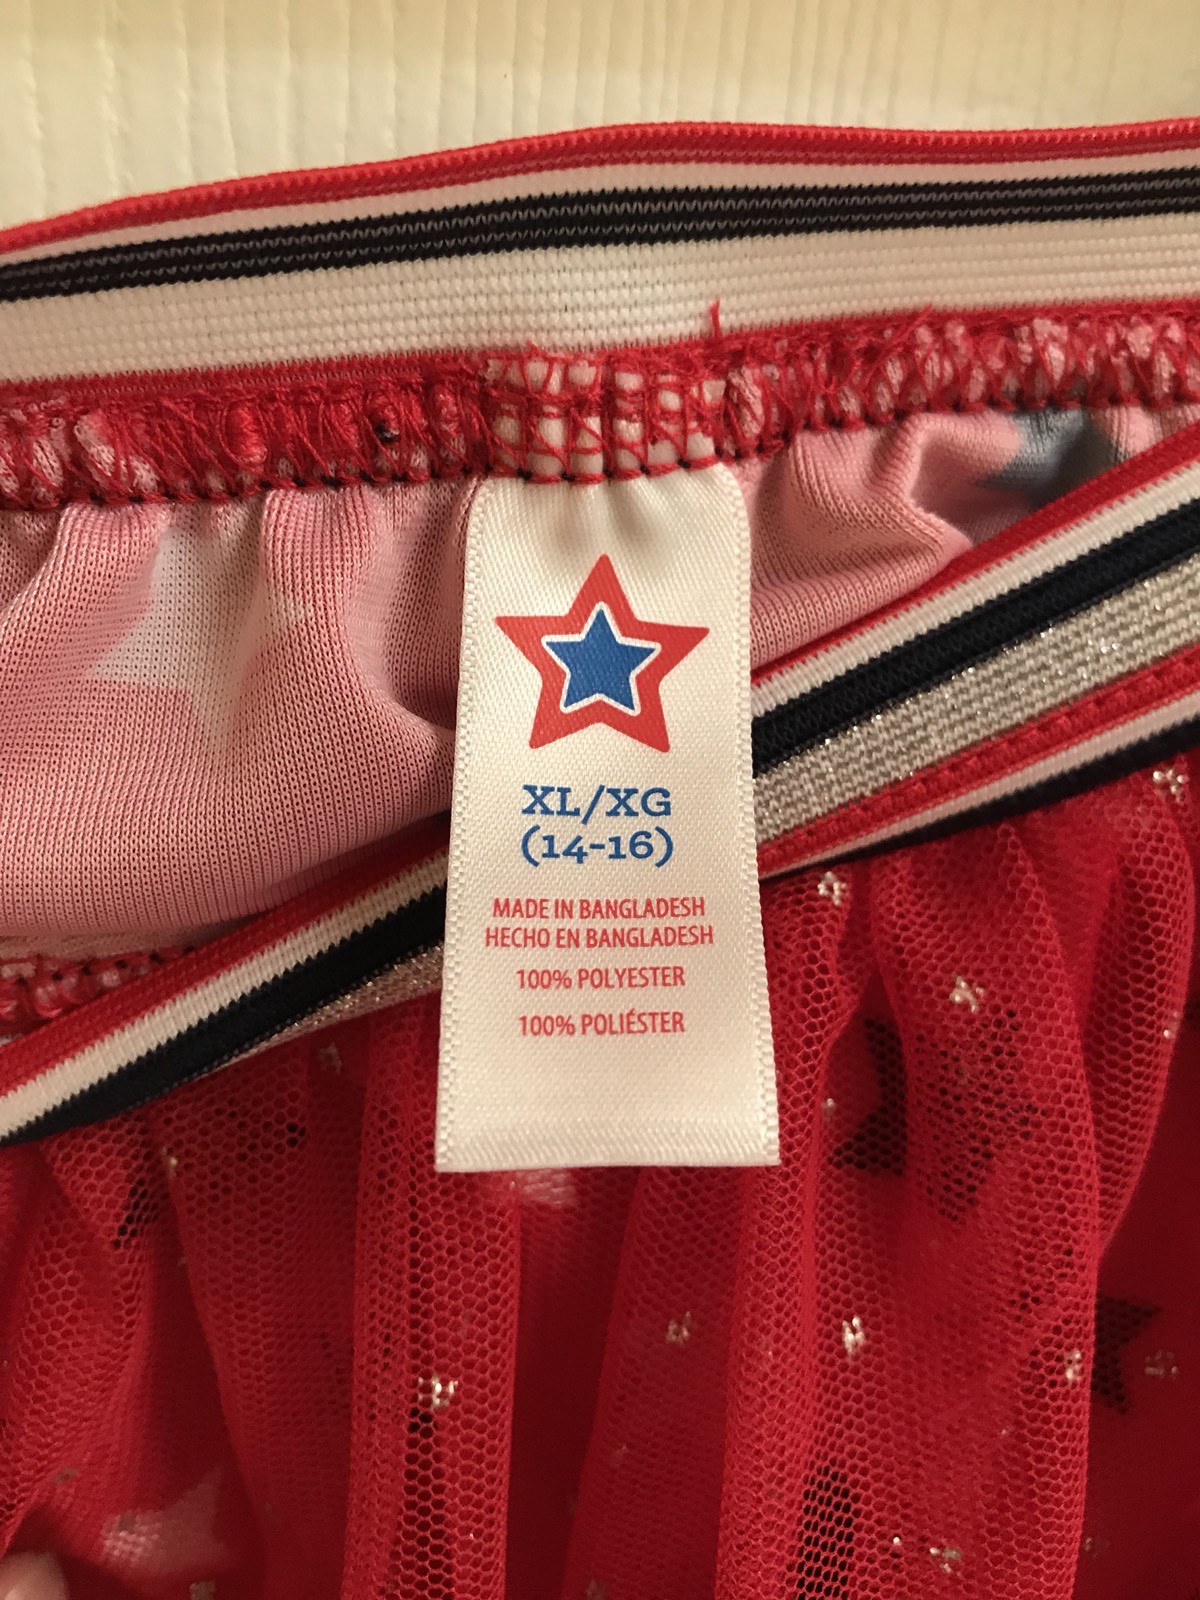 XL/XG
(14-16)
MADE IN BANGLADESH
HECHO EN BANGLADESH
100% POLYESTER
100% POLIÉSTER